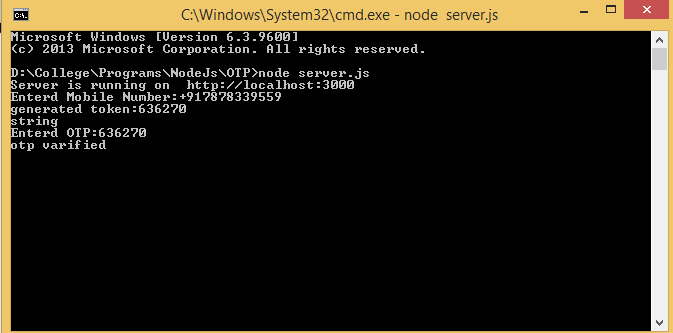 C:\Windows\System32\cmd.exe - node  server.js
Microsoft Windows [Version 6.3.9600]
(c) 2013 Microsoft Corporation. All rights reserved.
D:\College\Programs\NodeJs\OTP>node server.js
Server is running on  http://localhost:3000
Enterd Mobile Number:+917878339559
generated token:636270
string
Enterd OTP:636270
otp varified